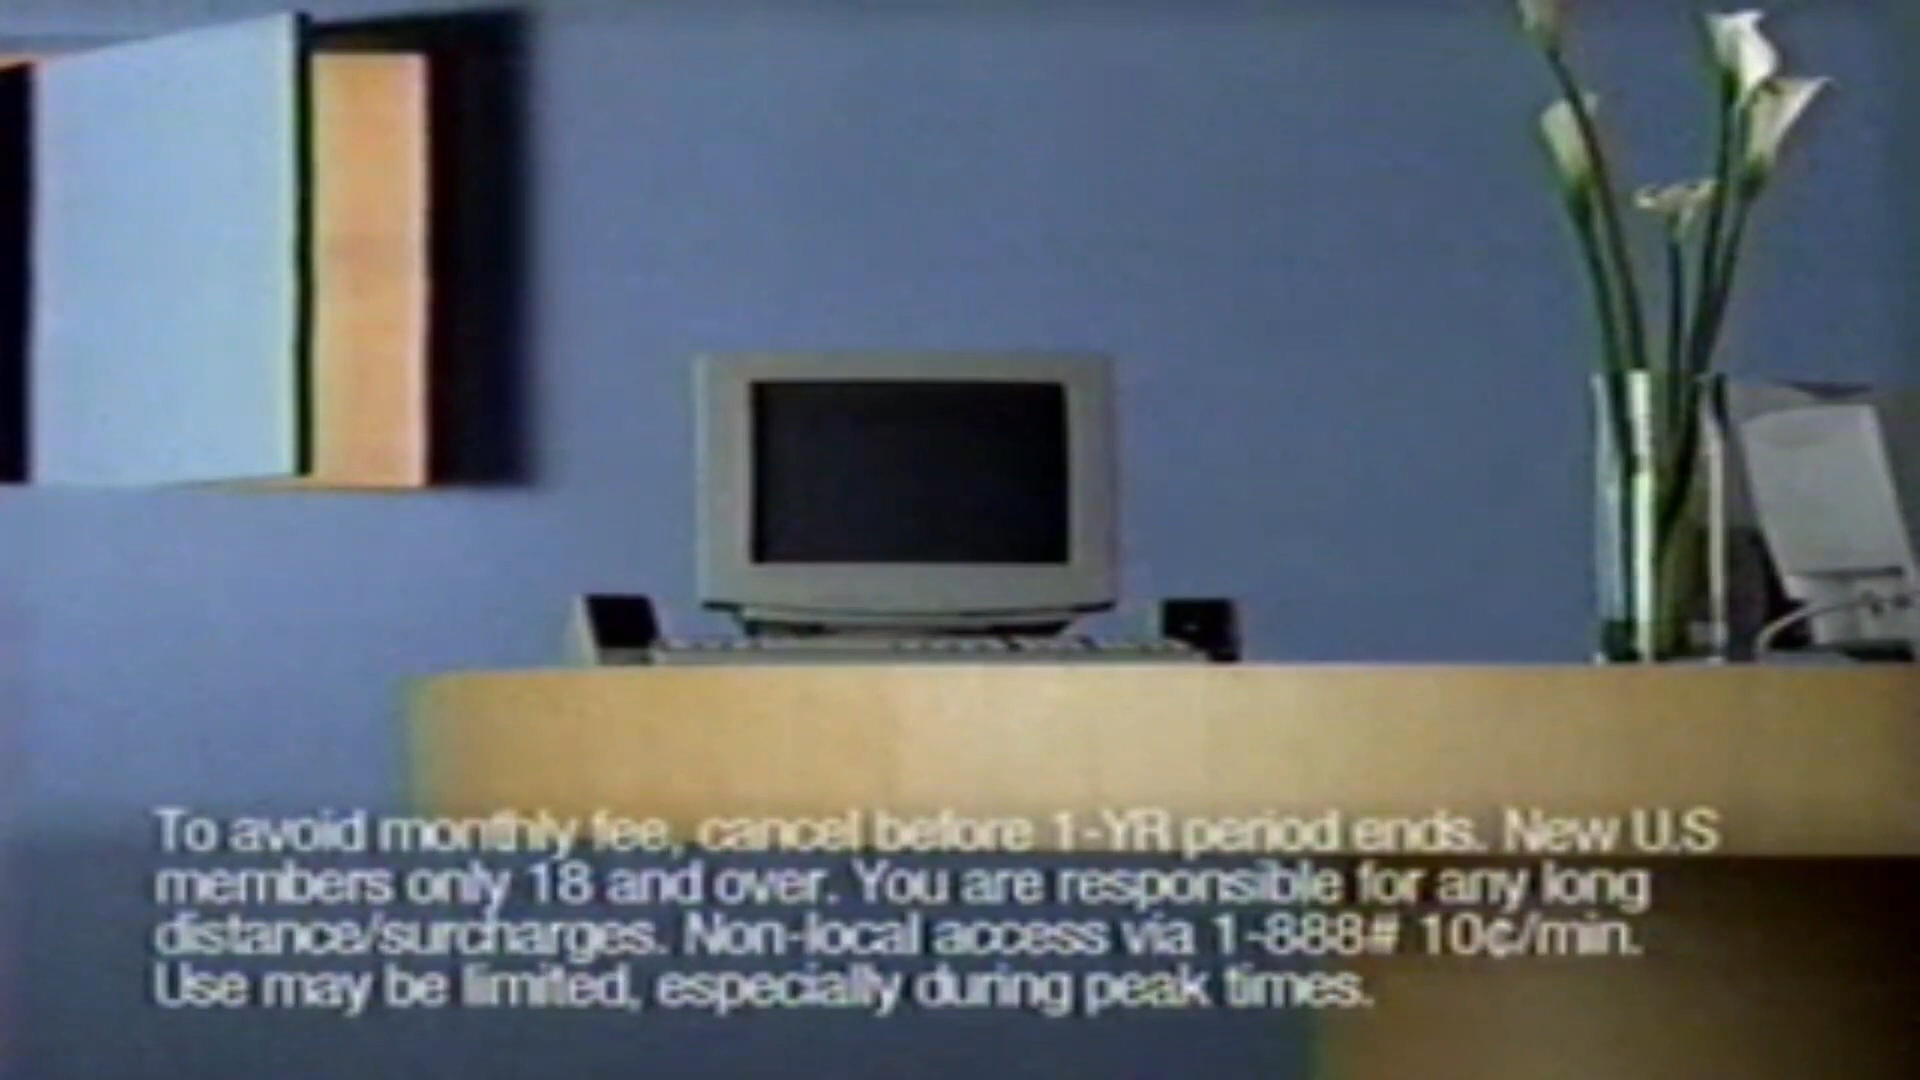 To avoid monthly fee, cancel before 1-YR period ends. New U.S
members only 18 and over. You are responsible for any long
distance/surcharges. Non-local access via 1-888# 10¢/min.
Use may be limited, especially during peak times.